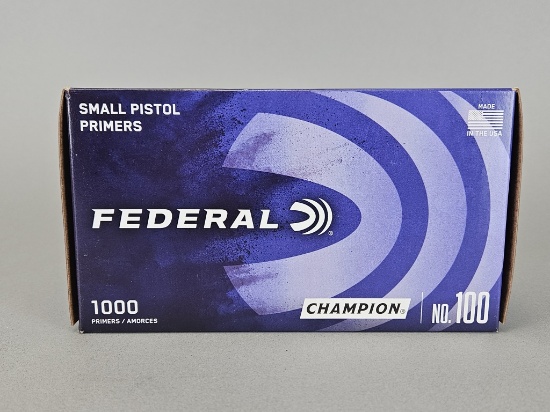 SMALL PISTOL
PRIMERS
MADE
IN THE USA
FEDERAL ®
1000
PRIMERS / AMORCES
CHAMPION®
NO. 100